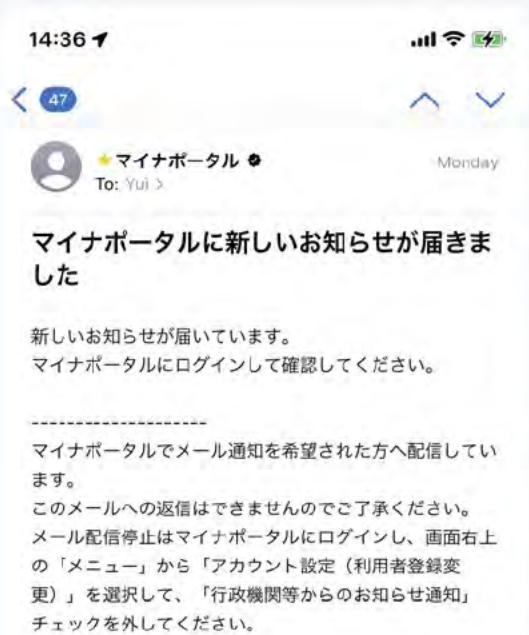 14:36
47
マイナポータル
Monday
To: Yui >
マイナポータルに新しいお知らせが届きま
した
新しいお知らせが届いています。
マイナポータルにログインして確認してください。
--------------------
マイナポータルでメール通知を希望された方へ配信してい
ます。
このメールへの返信はできませんのでご了承ください。
メール配信停止はマイナポータルにログインし、画面右上
の「メニュー」から「アカウント設定（利用者登録変
更）」を選択して、「行政機関等からのお知らせ通知」
チェックを外してください。